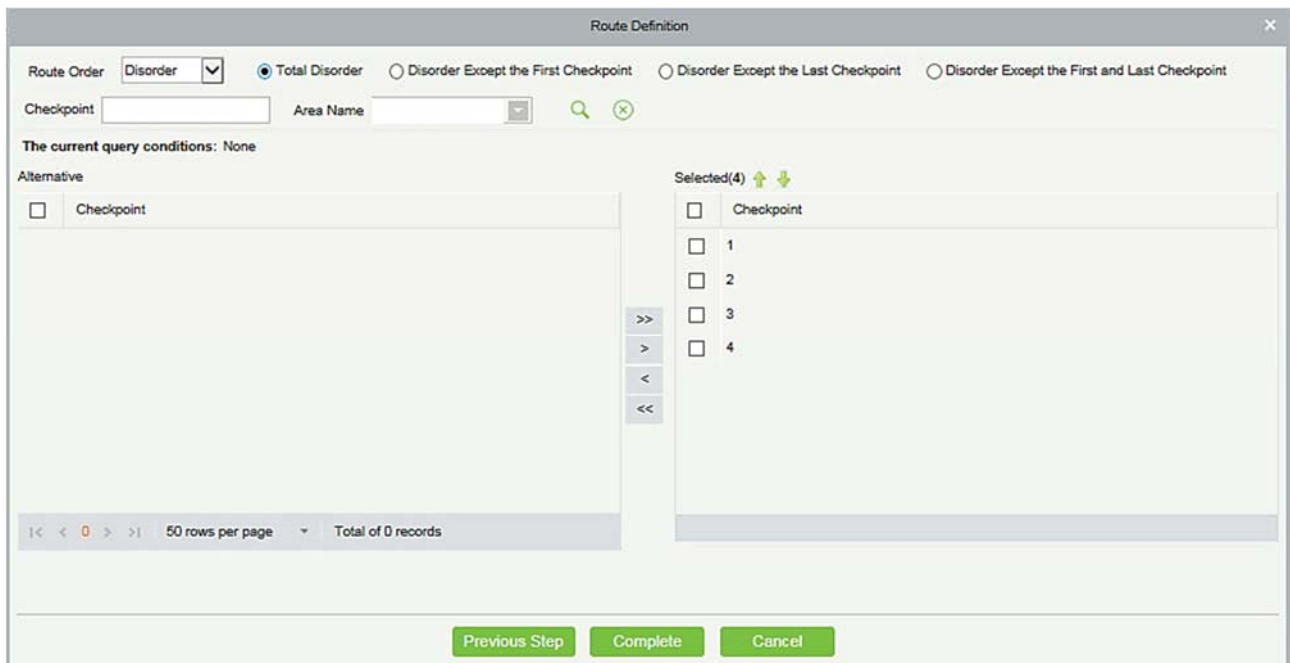 Route Definition
Route Order Disorder Total Disorder Disorder Except the First Checkpoint Disorder Except the Last Checkpoint Disorder Except the First and Last Checkpoint
Checkpoint Area Name
The current query conditions: None
Alternative Selected(4)
Checkpoint Checkpoint
1
2
3
4
>>
>
<
<<
|< < 0 > >| 50 rows per page Total of 0 records
Previous Step Complete Cancel